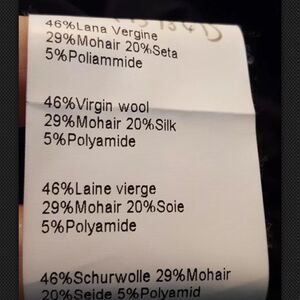 46%Lana Vergine
29%Mohair 20%Seta
5%Poliammide
46%Virgin wool
29%Mohair 20%Silk
5%Polyamide
46%Laine vierge
29%Mohair 20%Soie
5%Polyamide
46%Schurwolle 29%Mohair
20%Seide 5%Polyamid